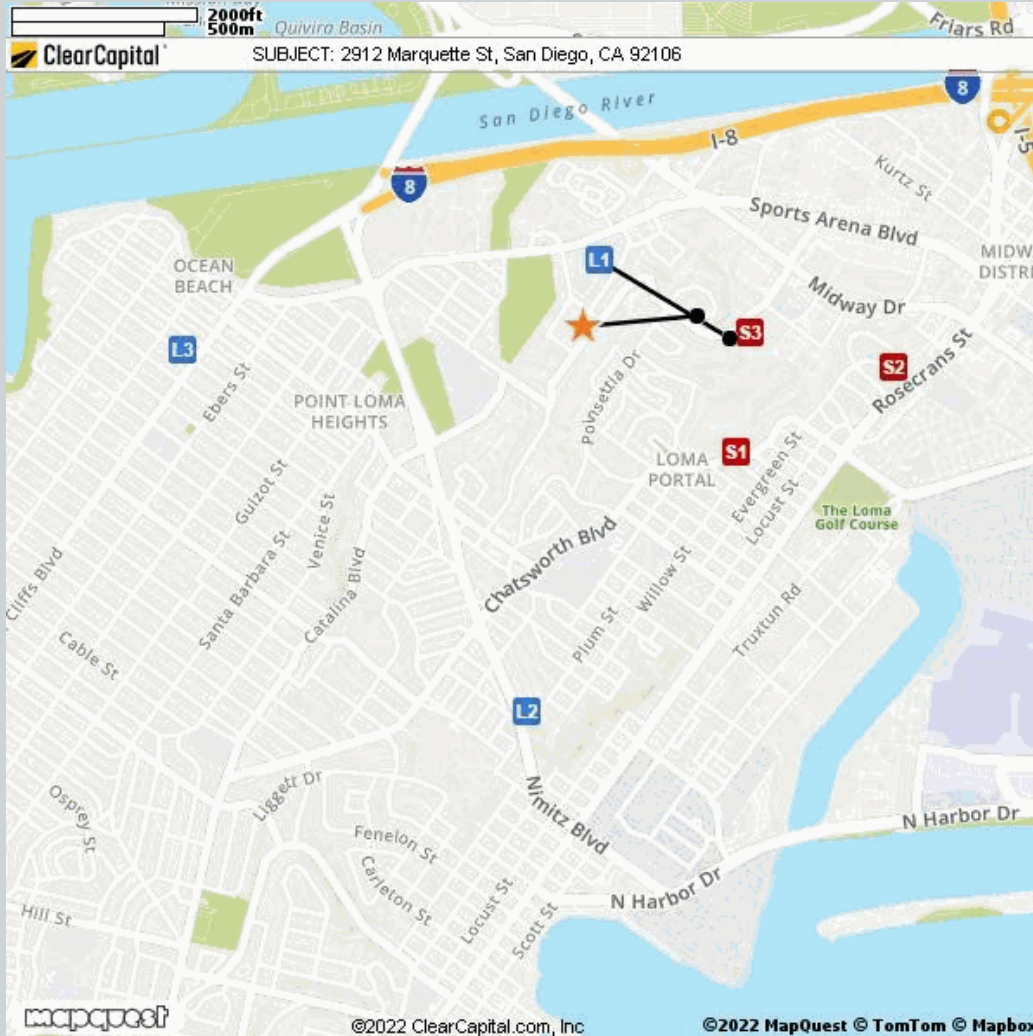 2000ft
500m
Quivira Basin
Friars Rd
ClearCapital
SUBJECT: 2912 Marquette St, San Diego, CA 92106
8
San Diego River
I-8
I-5
8
Kurtz St
Sports Arena Blvd
OCEAN
BEACH
L1
MIDW
DISTRI
Midway Dr
L3
S3
S2
Ebers St
Poinsettia Dr
Rosecrans St
POINT LOMA
HEIGHTS
S1
LOMA
PORTAL
Evergreen St
Locust St
Guizot St
Venice St
The Loma
Golf Course
Chatsworth Blvd
Cliffs Blvd
Santa Barbara St
Catalina Blvd
Willow St
Plum St
Truxtun Rd
Cable St
L2
Liggett Dr
Nimitz Blvd
Osprey St
N Harbor Dr
Fenelon St
Carleton St
N Harbor Dr
Locust St
Scott St
Hill St
mapquest
©2022 ClearCapital.com, Inc
©2022 MapQuest © TomTom © Mapbox